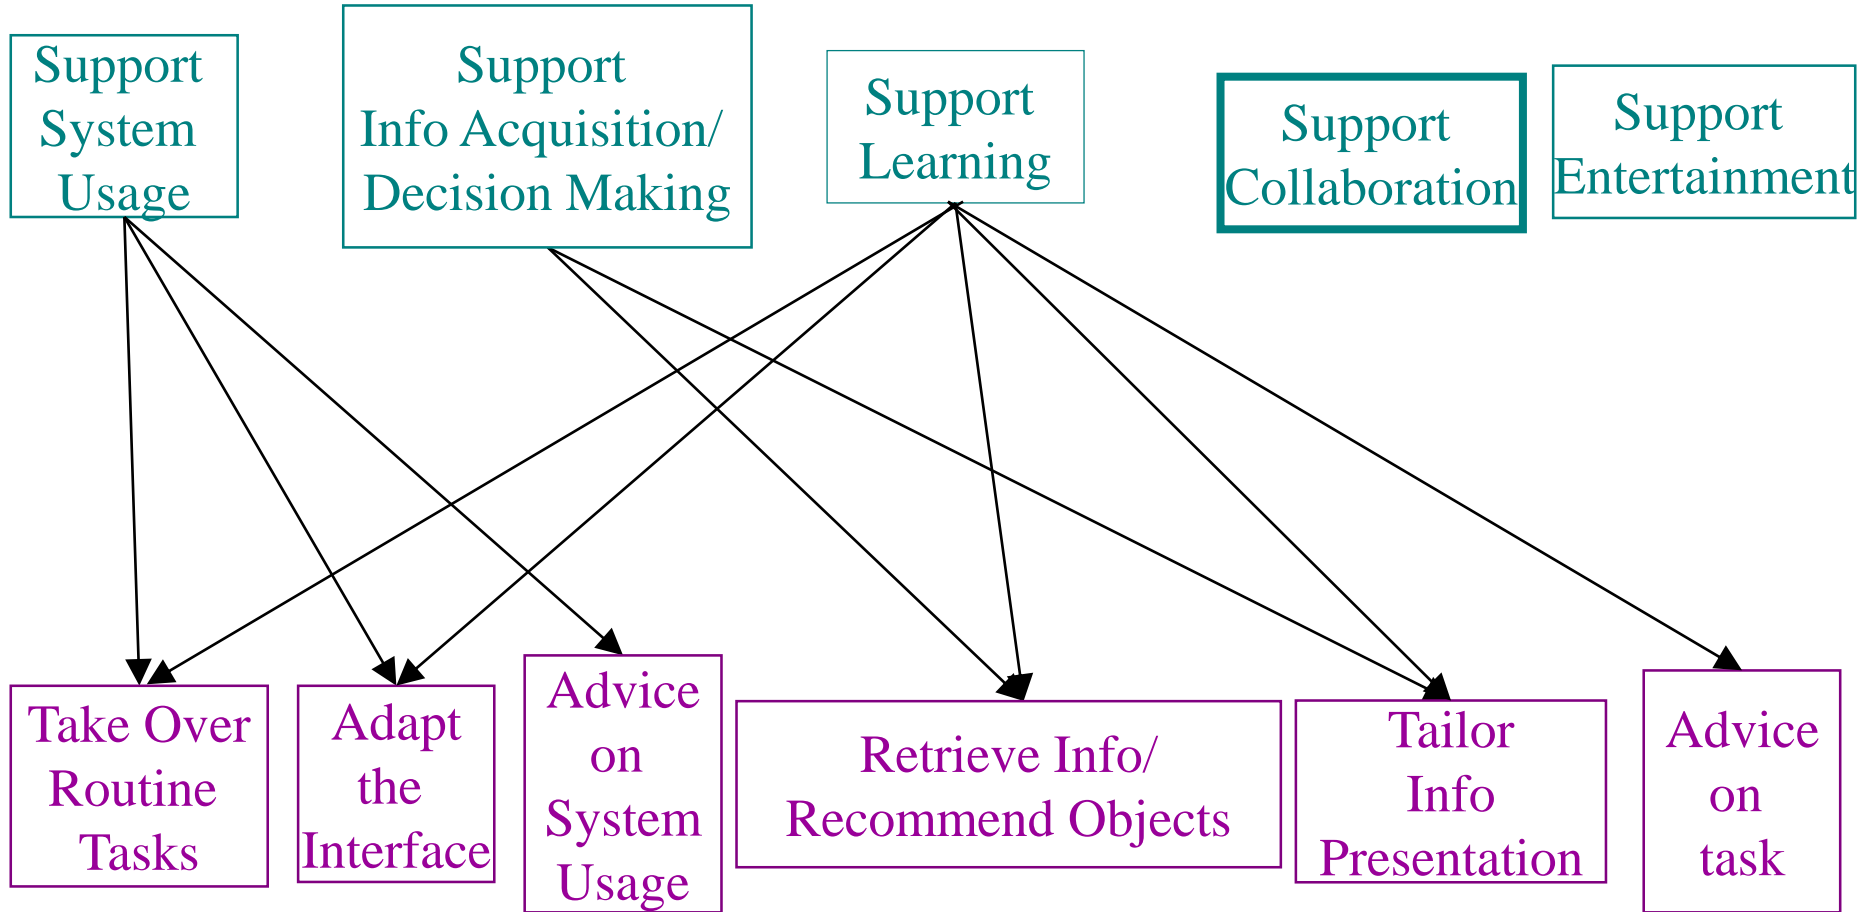 Support
System
Usage
Support
Info Acquisition/
Decision Making
Support
Learning
Support
Collaboration
Support
Entertainment
Take Over
Routine
Tasks
Adapt
the
Interface
Advice
on
System
Usage
Retrieve Info/
Recommend Objects
Tailor
Info
Presentation
Advice
on
task